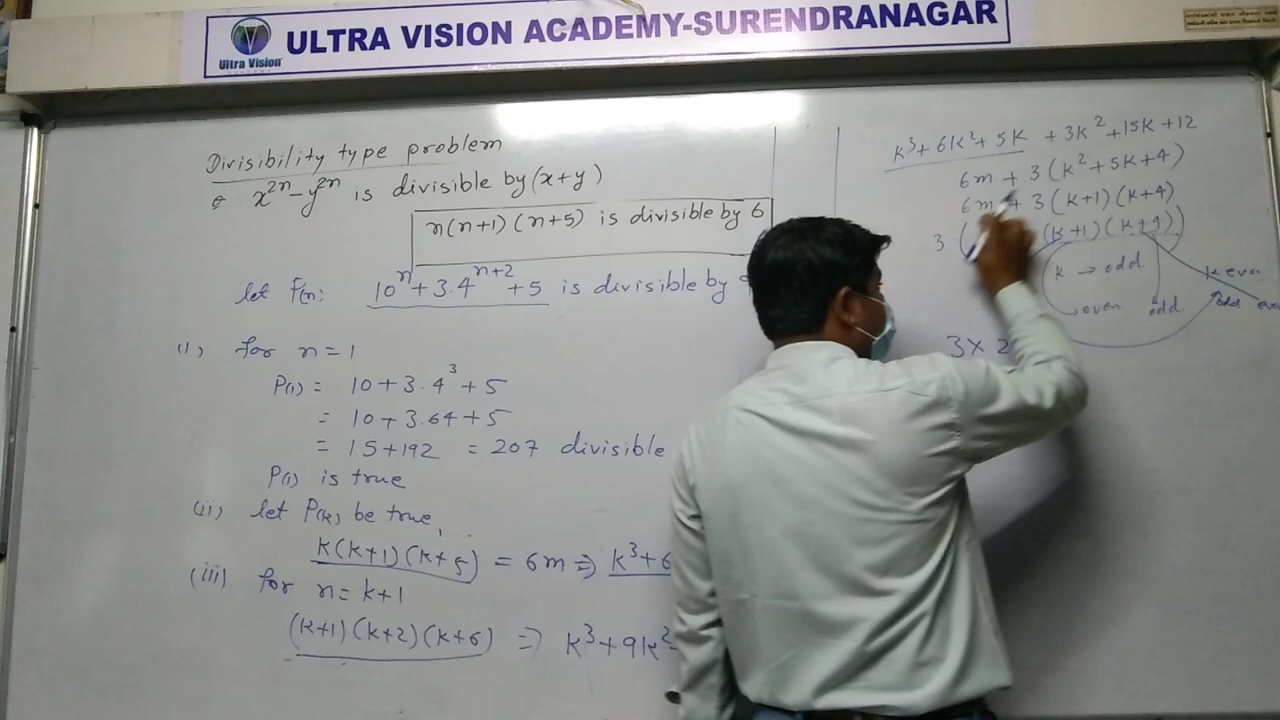 ULTRA VISION ACADEMY-SURENDRANAGAR
Ultra Vision
Divisibility type problem
x^2n - y^2n is divisible by (x+y)
n(n+1)(n+5) is divisible by 6
let P(n): 10^n + 3.4^n+2 + 5 is divisible by
(i) for n=1
P(1) = 10+3.4^3+5
= 10+3.64+5
= 15+192 = 207 divisible
P(1) is true
(ii) let P(k) be true,
k(k+1)(k+5) = 6m ⇒ k^3+6
(iii) for n=k+1
(k+1)(k+2)(k+6) ⇒ k^3+9k^2
k^3+6k^2+5k +3k^2+15k+12
6m + 3(k^2+5k+4)
6m + 3(k+1)(k+4)
3( (k+1)(k+4))
k → odd
k even
even odd
odd
3×2